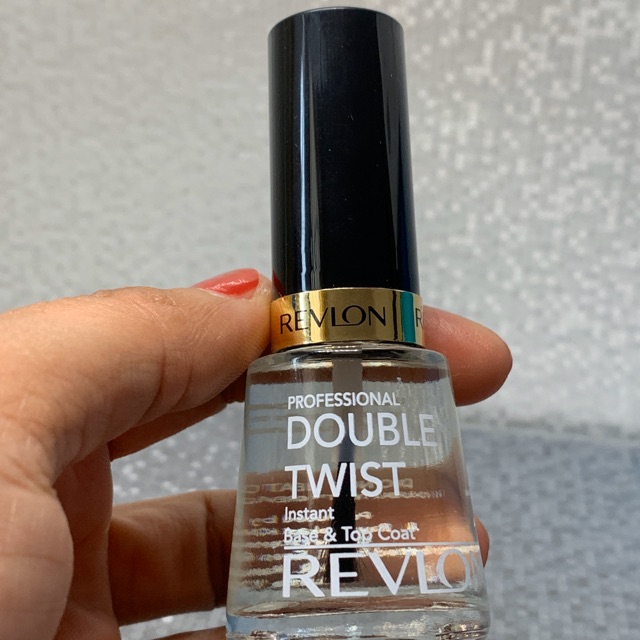 REVLON
PROFESSIONAL
DOUBLE
TWIST
Instant
Base & Top Coat
REVLON